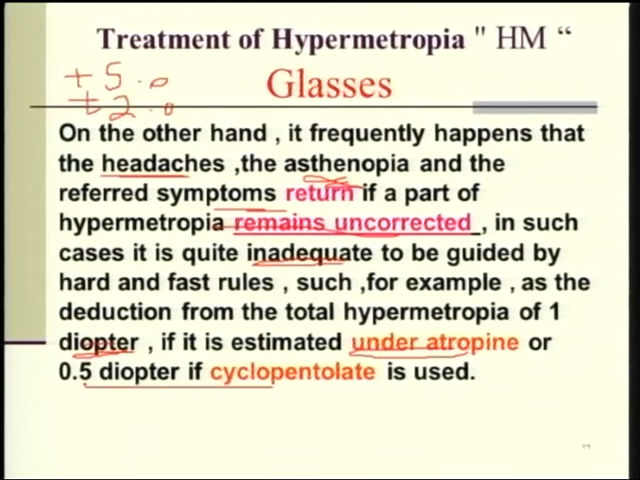 Treatment of Hypermetropia " HM “
+ 5.0
Glasses
+ 2.0
On the other hand , it frequently happens that
the headaches ,the asthenopia and the
referred symptoms return if a part of
hypermetropia remains uncorrected , in such
cases it is quite inadequate to be guided by
hard and fast rules , such ,for example , as the
deduction from the total hypermetropia of 1
diopter , if it is estimated under atropine or
0.5 diopter if cyclopentolate is used.